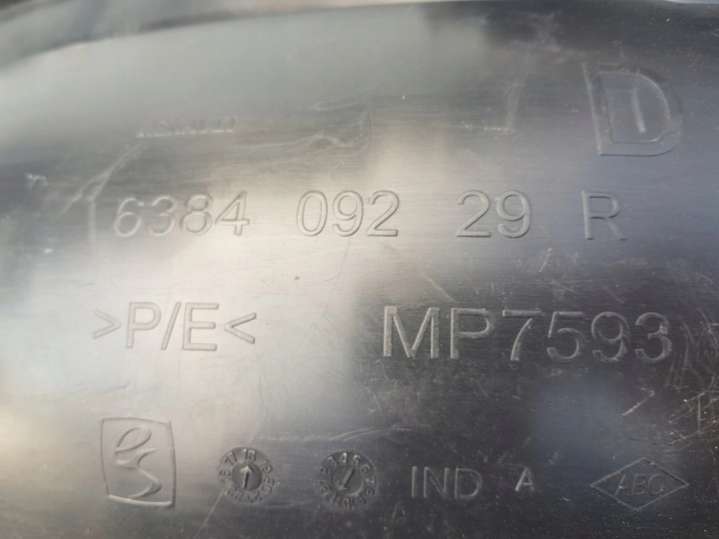 D
6384 092 29 R
>P/E< MP7593
IND A ABC